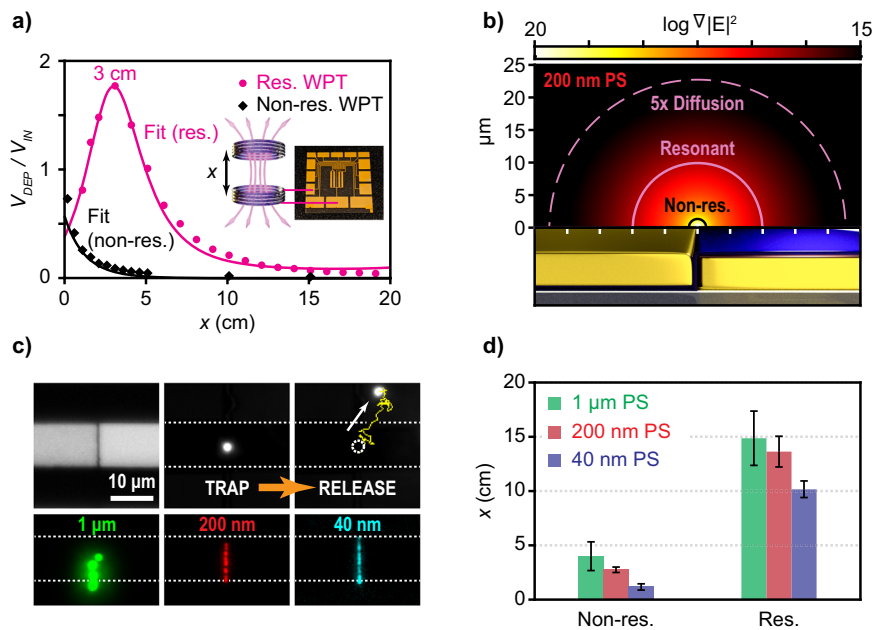 a)
2
1
0
V_DEP / V_IN
3 cm
Res. WPT
Non-res. WPT
Fit (res.)
Fit
(non-res.)
x
0
5
10
15
20
x (cm)
b)
20
log ∇|E|²
15
25
20
15
10
5
0
µm
200 nm PS
5x Diffusion
Resonant
Non-res.
c)
10 µm
TRAP
RELEASE
1 µm
200 nm
40 nm
d)
20
15
10
5
0
x (cm)
1 µm PS
200 nm PS
40 nm PS
Non-res.
Res.